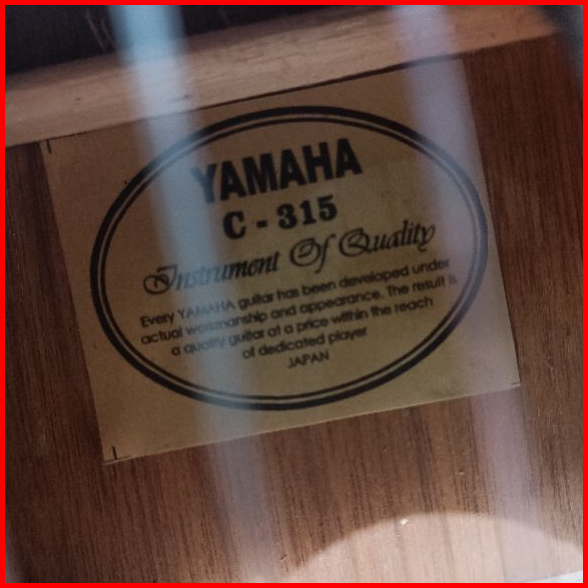 YAMAHA
C - 315
Instrument Of Quality
Every YAMAHA guitar has been developed under
actual worismanship and appearance. The result is
a quality guitar at a price within the reach
of dedicated player
JAPAN